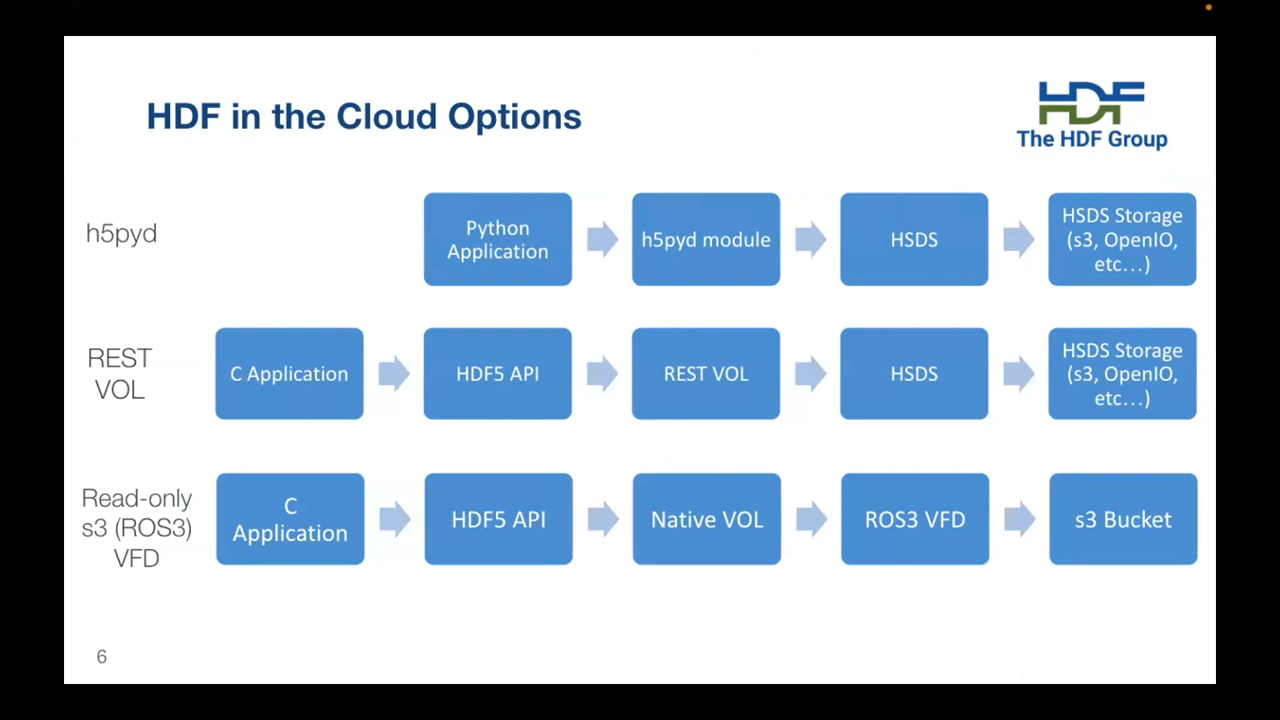 HDF in the Cloud Options
HDF
The HDF Group
h5pyd
Python
Application
h5pyd module
HSDS
HSDS Storage
(s3, OpenIO,
etc...)
REST
VOL
C Application
HDF5 API
REST VOL
HSDS
HSDS Storage
(s3, OpenIO,
etc...)
Read-only
s3 (ROS3)
VFD
C
Application
HDF5 API
Native VOL
ROS3 VFD
s3 Bucket
6